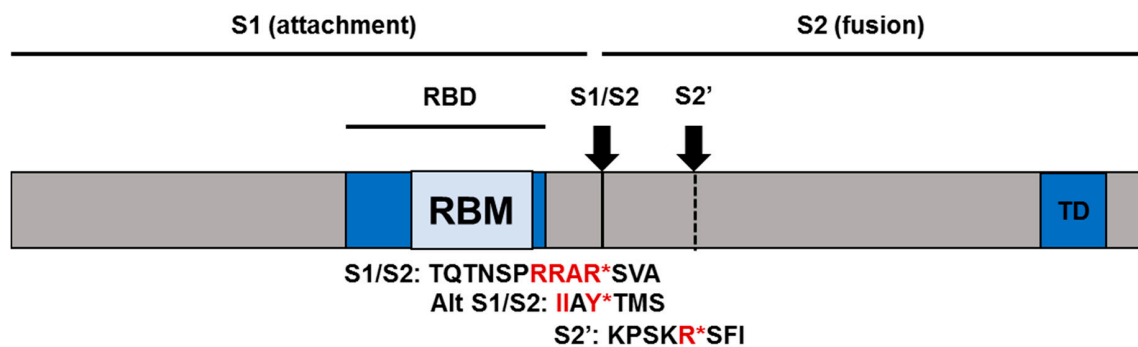 S1 (attachment) S2 (fusion)
RBD S1/S2 S2’
RBM TD
S1/S2: TQTNSPRRAR*SVA
Alt S1/S2: IIAY*TMS
S2’: KPSKR*SFI